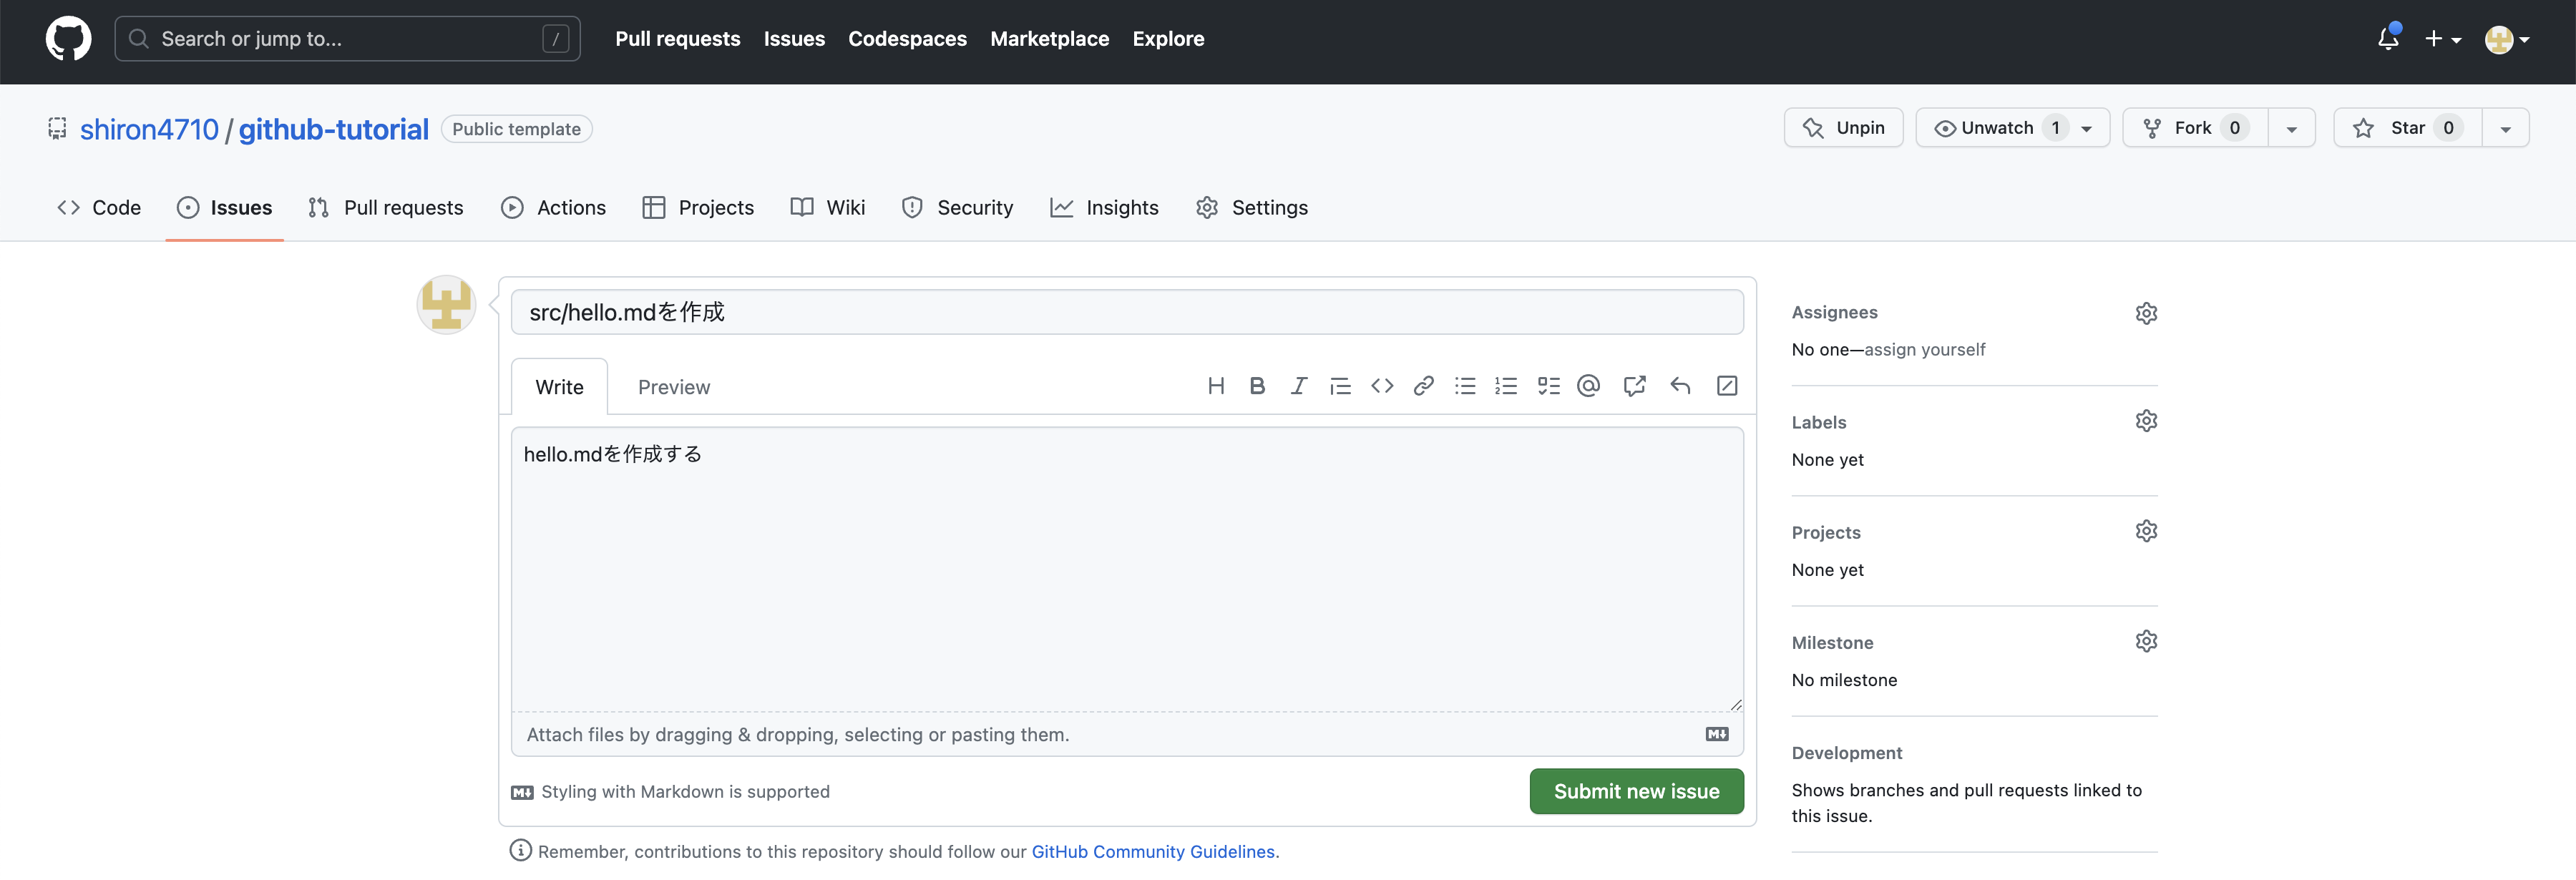 Search or jump to...
/
Pull requests
Issues
Codespaces
Marketplace
Explore
shiron4710 / github-tutorial
Public template
Unpin
Unwatch 1
Fork 0
Star 0
Code
Issues
Pull requests
Actions
Projects
Wiki
Security
Insights
Settings
src/hello.mdを作成
Write
Preview
hello.mdを作成する
Attach files by dragging & dropping, selecting or pasting them.
Styling with Markdown is supported
Submit new issue
Remember, contributions to this repository should follow our GitHub Community Guidelines.
Assignees
No one—assign yourself
Labels
None yet
Projects
None yet
Milestone
No milestone
Development
Shows branches and pull requests linked to
this issue.